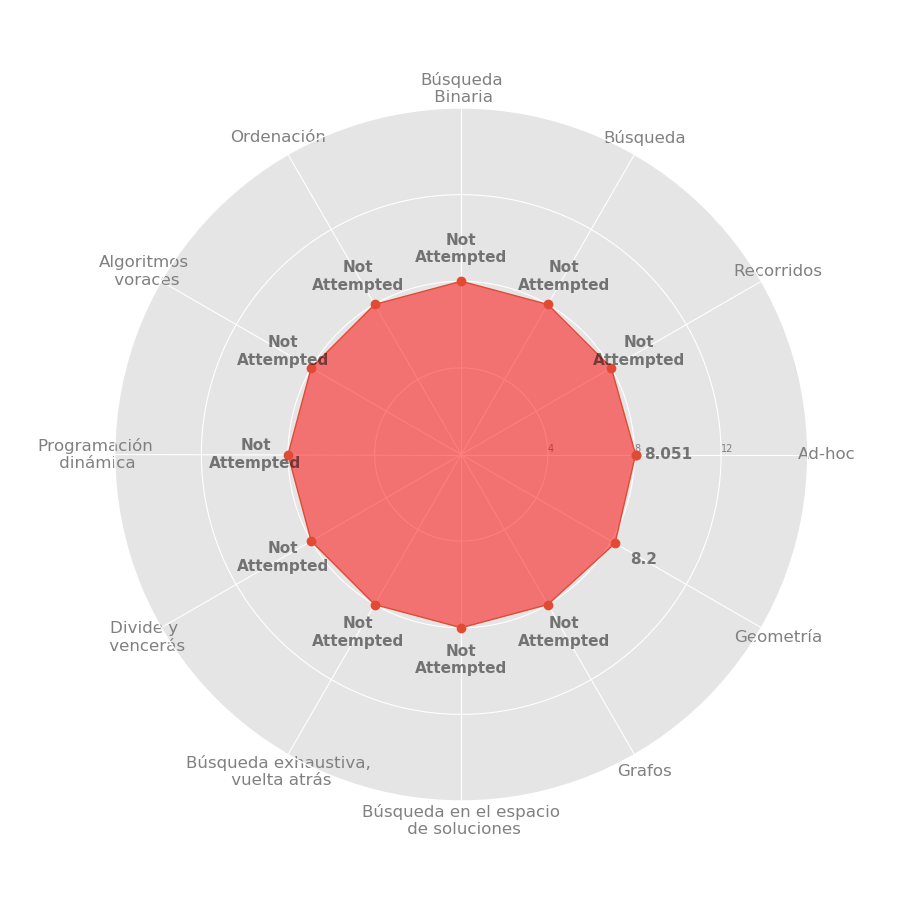 Búsqueda
Binaria
Ordenación
Búsqueda
Algoritmos
voraces
Recorridos
Not
Attempted
Not
Attempted
Not
Attempted
Not
Attempted
Not
Attempted
Programación
dinámica
Not
Attempted
4
8
12
8.051
Ad-hoc
Not
Attempted
8.2
Divide y
vencerás
Not
Attempted
Not
Attempted
Not
Attempted
Geometría
Búsqueda exhaustiva,
vuelta atrás
Grafos
Búsqueda en el espacio
de soluciones